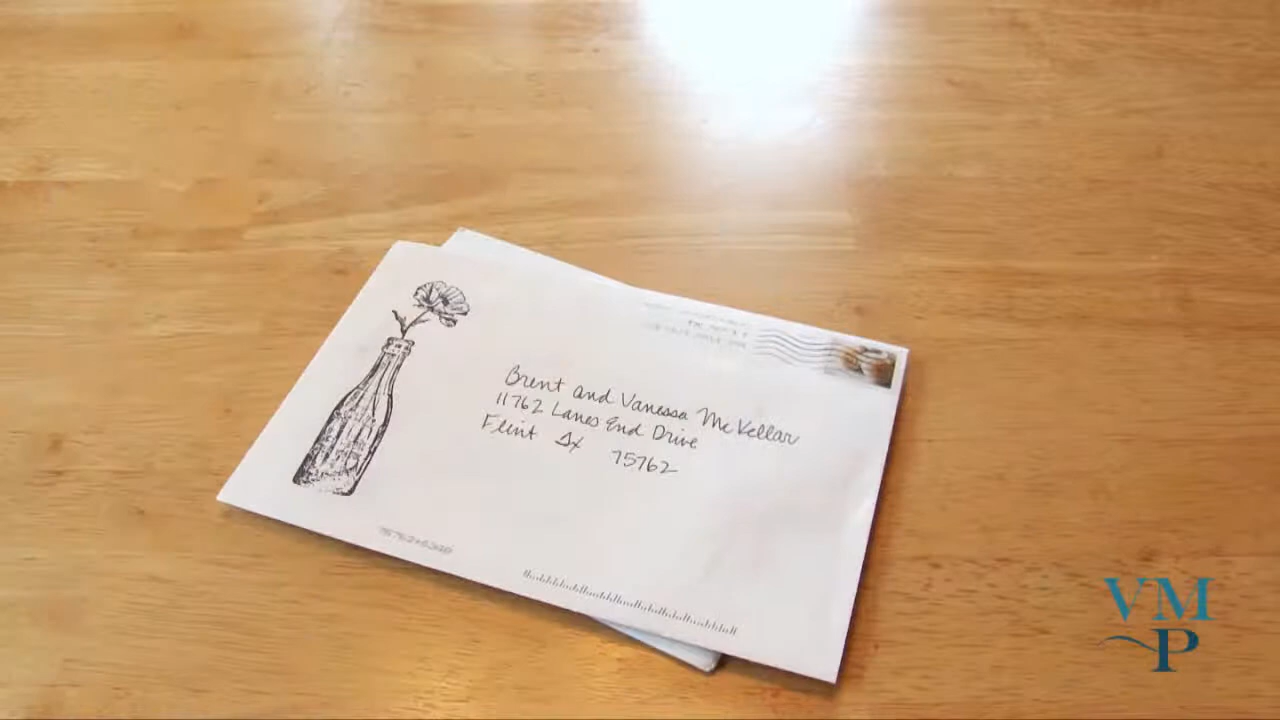 Brent and Vanessa McKellar
11762 Lanes End Drive
Flint Tx 75762
VM
P